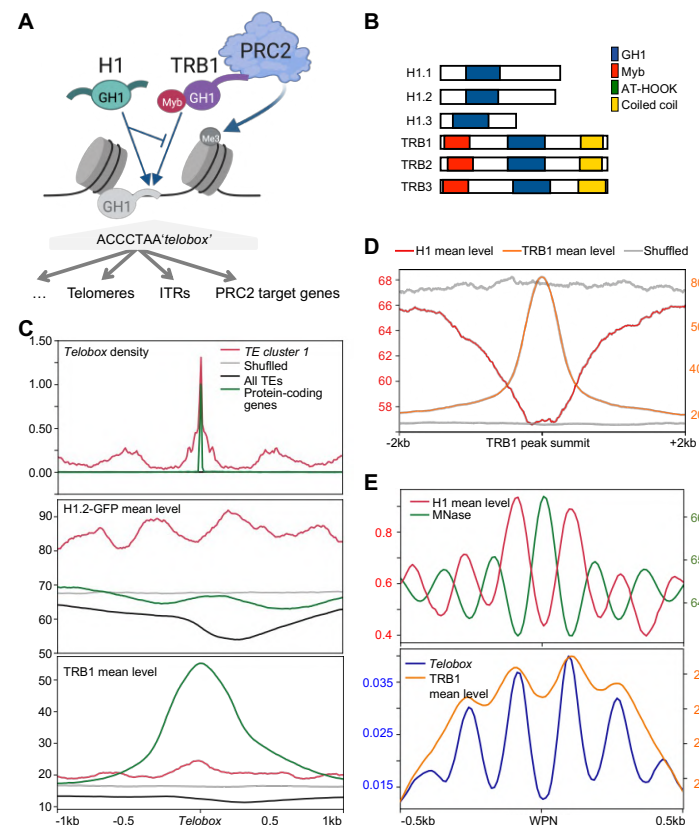 A
H1
TRB1
PRC2
GH1
Myb
GH1
Me3
GH1
ACCCTAA'telobox'
...
Telomeres
ITRs
PRC2 target genes
B
GH1
Myb
AT-HOOK
Coiled coil
H1.1
H1.2
H1.3
TRB1
TRB2
TRB3
C
Telobox density
TE cluster 1
Shuflled
All TEs
Protein-coding
genes
1.50
1.00
0.50
0.00
H1.2-GFP mean level
90
80
70
60
50
TRB1 mean level
50
40
30
20
10
-1kb
-0.5
Telobox
0.5
1kb
D
H1 mean level
TRB1 mean level
Shuffled
68
66
64
62
60
58
-2kb
TRB1 peak summit
+2kb
E
H1 mean level
MNase
0.8
0.6
0.4
Telobox
TRB1
mean level
0.035
0.025
0.015
-0.5kb
WPN
0.5kb